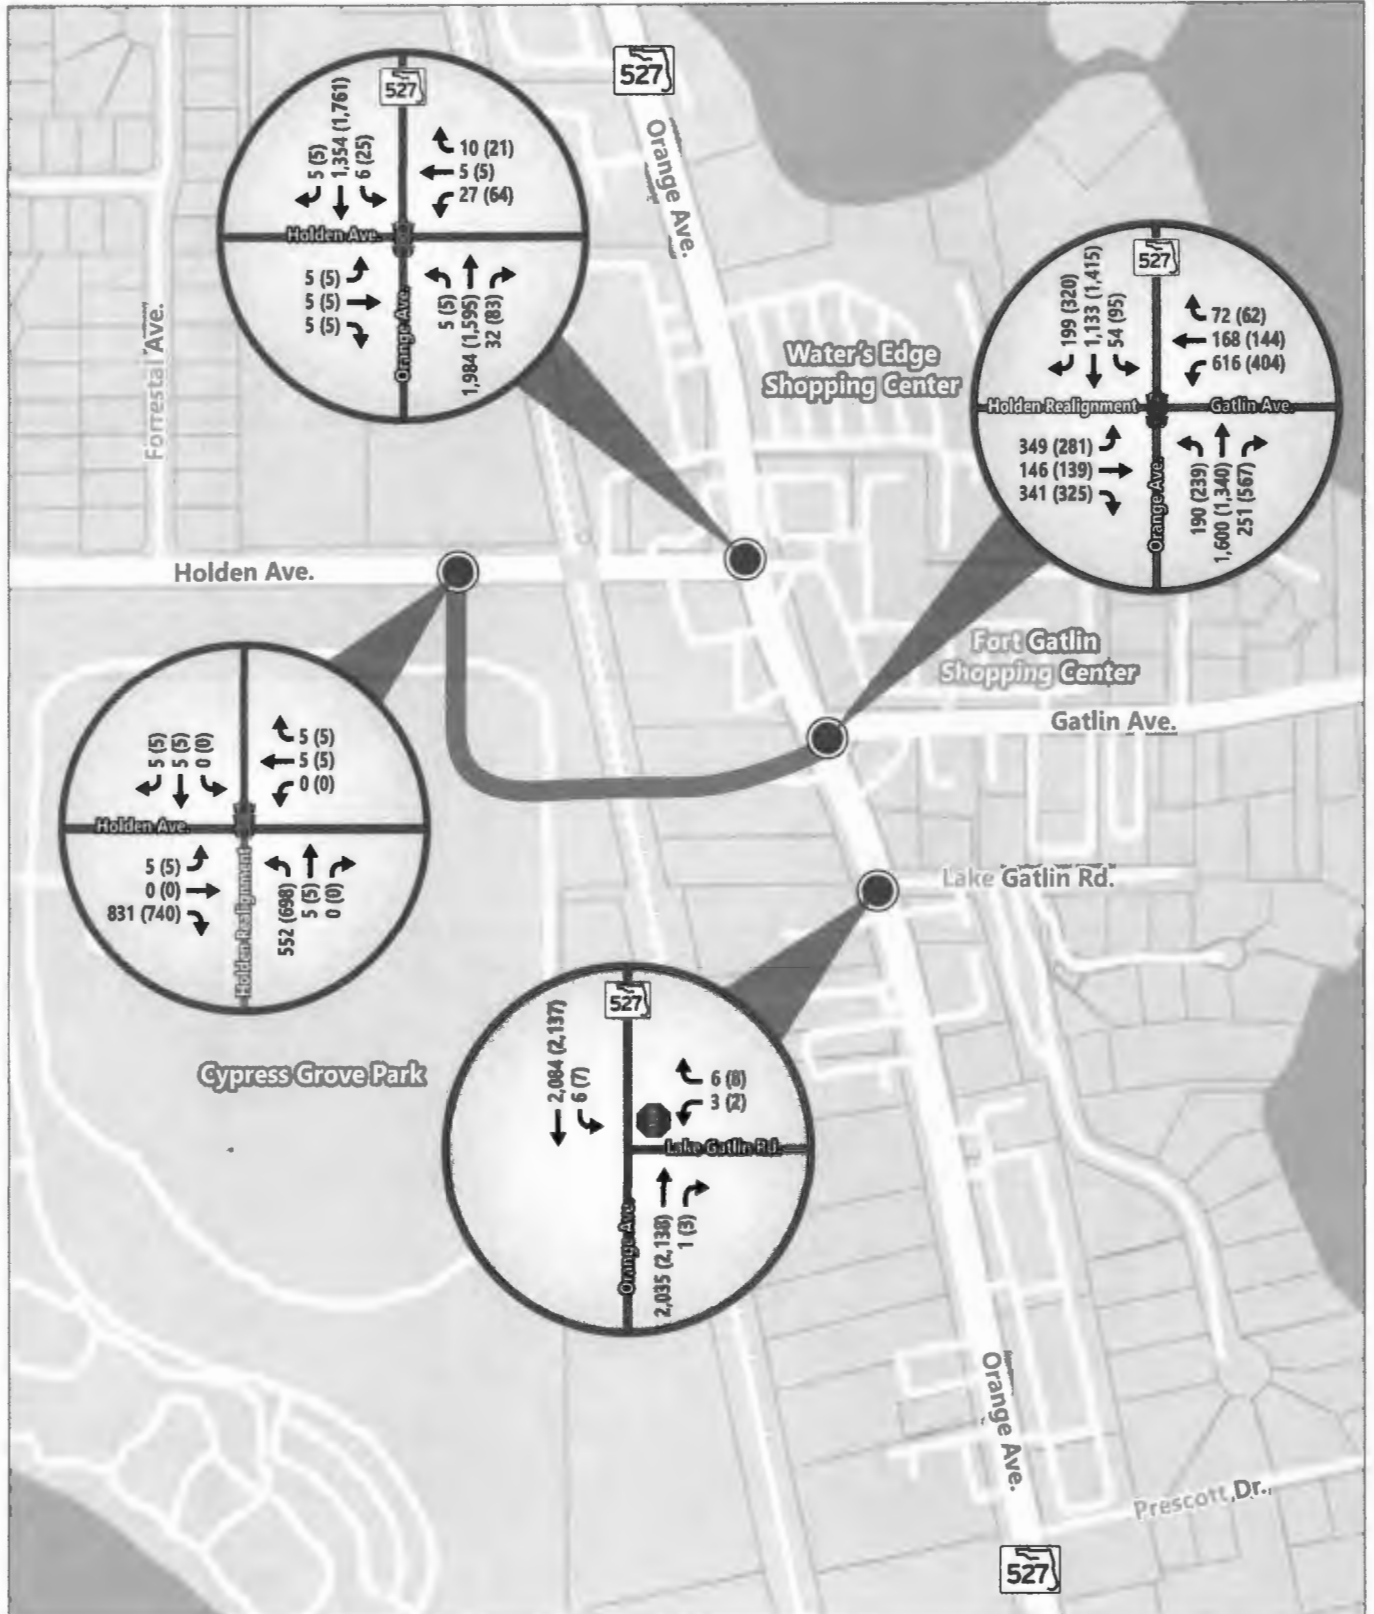 527
Orange Ave.
527
5 (5)
1,354 (1,761)
6 (25)
10 (21)
5 (5)
27 (64)
Holden Ave.
5 (5)
5 (5)
5 (5)
Orange Ave.
5 (5)
1,984 (1,595)
32 (83)
Forrestal Ave.
Water's Edge
Shopping Center
527
199 (320)
1,133 (1,415)
54 (95)
72 (62)
168 (144)
616 (404)
Holden Realignment
Gatlin Ave.
349 (281)
146 (139)
341 (325)
Orange Ave.
190 (239)
1,600 (1,340)
251 (567)
Holden Ave.
Fort Gatlin
Shopping Center
Gatlin Ave.
5 (5)
5 (5)
0 (0)
5 (5)
5 (5)
0 (0)
Holden Ave.
5 (5)
0 (0)
831 (740)
Holden Realignment
552 (698)
5 (5)
0 (0)
Lake Gatlin Rd.
Cypress Grove Park
527
2,084 (2,137)
6 (7)
6 (8)
3 (2)
Lake Gatlin Rd.
Orange Ave.
2,035 (2,138)
1 (3)
Orange Ave.
Prescott Dr.
527